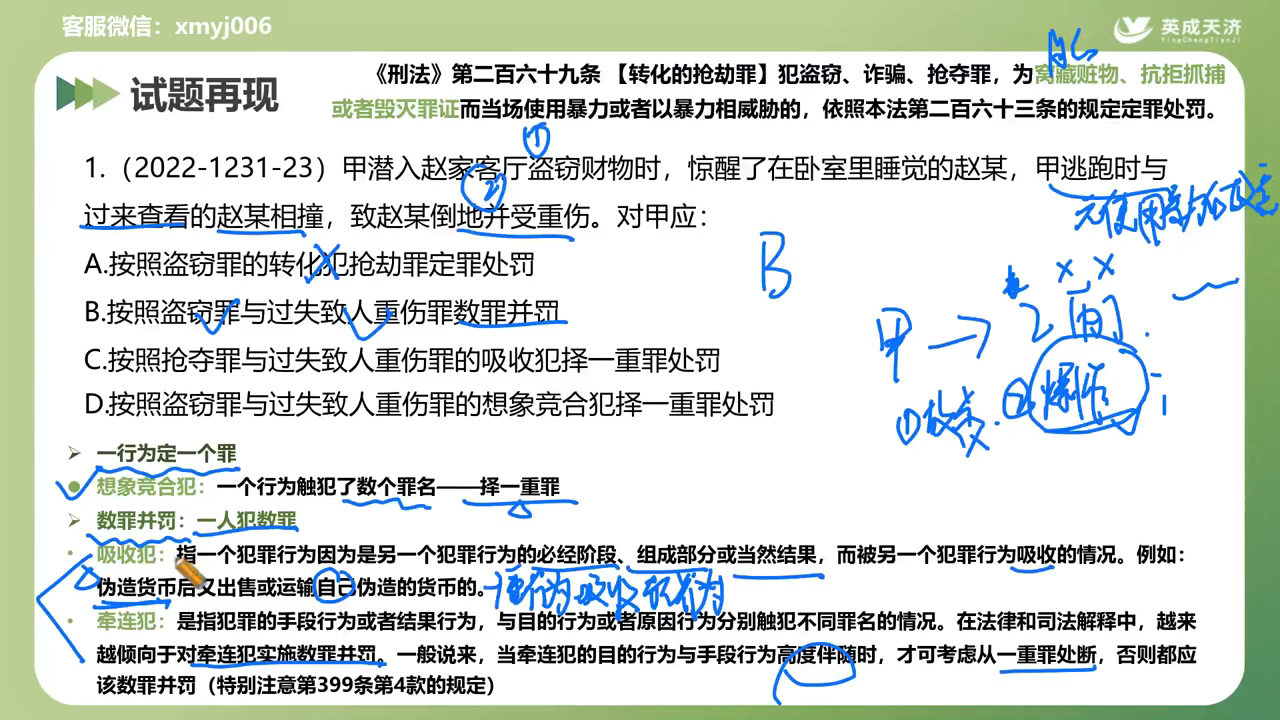 客服微信：xmyj006
英成天济
YingChengTianJi
试题再现
《刑法》第二百六十九条 【转化的抢劫罪】犯盗窃、诈骗、抢夺罪，为窝藏赃物、抗拒抓捕
或者毁灭罪证而当场使用暴力或者以暴力相威胁的，依照本法第二百六十三条的规定定罪处罚。
①
1.（2022-1231-23）甲潜入赵家客厅盗窃财物时，惊醒了在卧室里睡觉的赵某，甲逃跑时与
②
过来查看的赵某相撞，致赵某倒地并受重伤。对甲应：
A.按照盗窃罪的转化犯抢劫罪定罪处罚
B
B.按照盗窃罪与过失致人重伤罪数罪并罚
甲
C.按照抢夺罪与过失致人重伤罪的吸收犯择一重罪处罚
②爆炸
D.按照盗窃罪与过失致人重伤罪的想象竞合犯择一重罪处罚
①
一行为定一个罪
想象竞合犯：一个行为触犯了数个罪名——择一重罪
数罪并罚：一人犯数罪
吸收犯：指一个犯罪行为因为是另一个犯罪行为的必经阶段、组成部分或当然结果，而被另一个犯罪行为吸收的情况。例如：
伪造货币后又出售或运输自己伪造的货币的。
牵连犯：是指犯罪的手段行为或者结果行为，与目的行为或者原因行为分别触犯不同罪名的情况。在法律和司法解释中，越来
越倾向于对牵连犯实施数罪并罚。一般说来，当牵连犯的目的行为与手段行为高度伴随时，才可考虑从一重罪处断，否则都应
该数罪并罚（特别注意第399条第4款的规定）